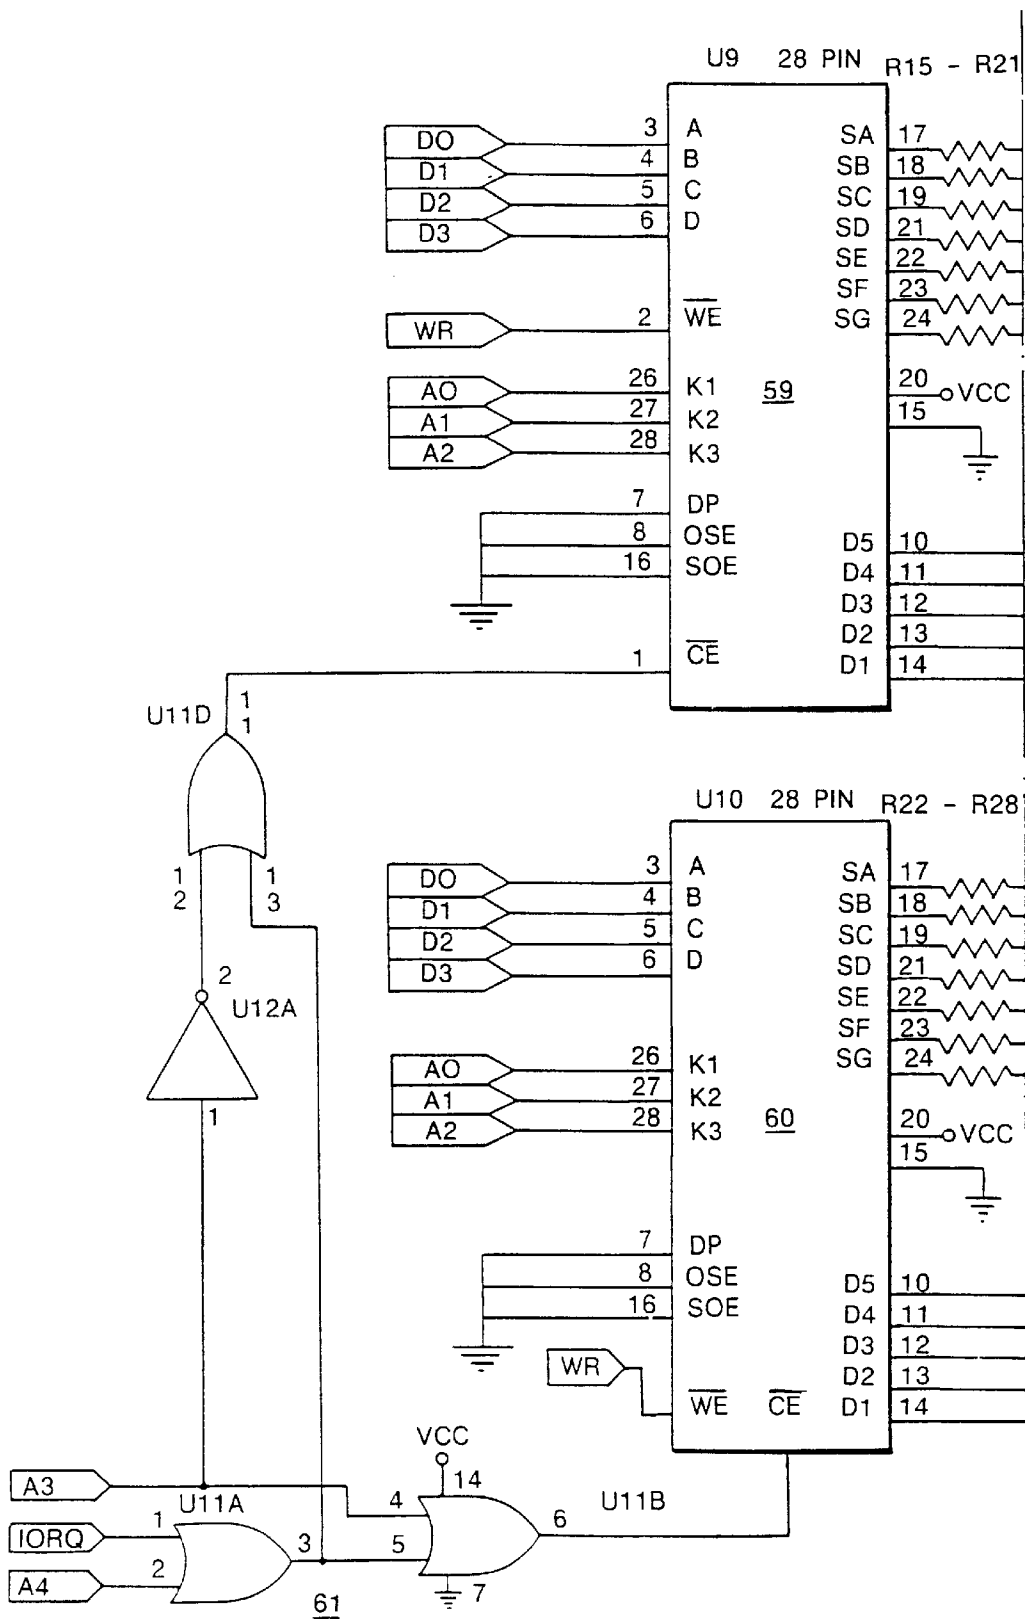 U9 28 PIN R15 - R21
DO 3 A SA 17
D1 4 B SB 18
D2 5 C SC 19
D3 6 D SD 21
SE 22
SF 23
WR 2 WE SG 24
AO 26 K1 59 20 VCC
A1 27 K2 15
A2 28 K3
7 DP
8 OSE D5 10
16 SOE D4 11
D3 12
D2 13
1 CE D1 14
U11D 1
1
U10 28 PIN R22 - R28
1 1
2 3
DO 3 A SA 17
D1 4 B SB 18
D2 5 C SC 19
D3 6 D SD 21
2 U12A SE 22
SF 23
AO 26 K1 SG 24
1 A1 27 K2
A2 28 K3 60 20 VCC
15
7 DP
8 OSE D5 10
16 SOE D4 11
D3 12
WR D2 13
WE CE D1 14
VCC
14
A3 U11A 4 U11B
IORQ 1 3 5 6
A4 2 7
61